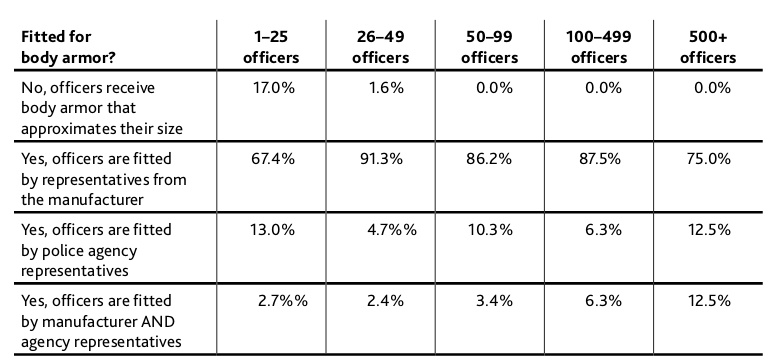 Fitted for body armor? 1–25 officers 26–49 officers 50–99 officers 100–499 officers 500+ officers
No, officers receive 17.0% 1.6% 0.0% 0.0% 0.0%
body armor that
approximates their size
Yes, officers are fitted 67.4% 91.3% 86.2% 87.5% 75.0%
by representatives from
the manufacturer
Yes, officers are fitted 13.0% 4.7%% 10.3% 6.3% 12.5%
by police agency
representatives
Yes, officers are fitted 2.7%% 2.4% 3.4% 6.3% 12.5%
by manufacturer AND
agency representatives